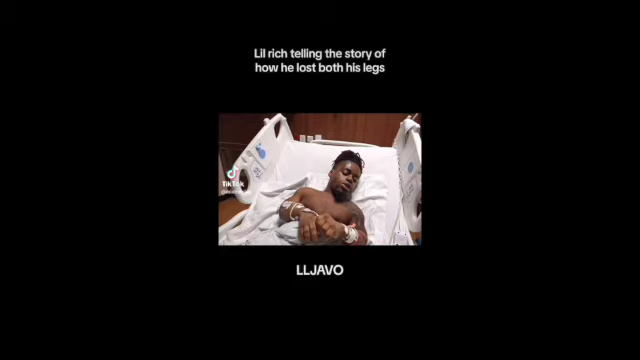 Lil rich telling the story of
how he lost both his legs
TikTok
LLJAVO